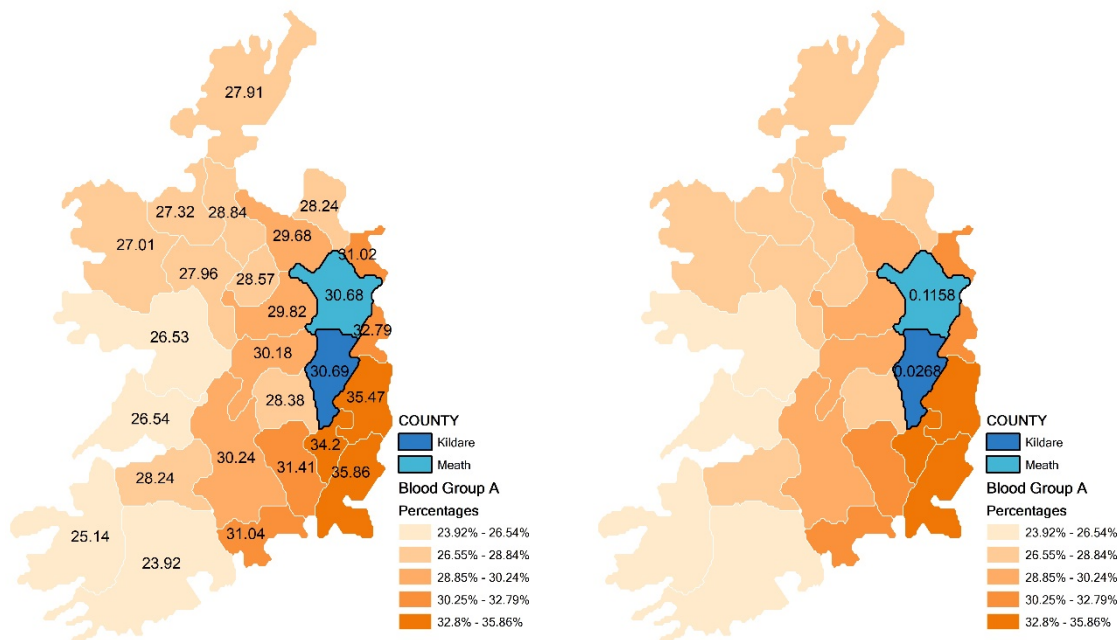 27.91
28.24
27.32
28.84
29.68
27.01
31.02
27.96
28.57
30.68
29.82
32.79
26.53
30.18
30.69
28.38
35.47
26.54
34.2
30.24
31.41
35.86
28.24
25.14
31.04
23.92
COUNTY
Kildare
Meath
Blood Group A
Percentages
23.92% - 26.54%
26.55% - 28.84%
28.85% - 30.24%
30.25% - 32.79%
32.8% - 35.86%
0.1158
0.0268
COUNTY
Kildare
Meath
Blood Group A
Percentages
23.92% - 26.54%
26.55% - 28.84%
28.85% - 30.24%
30.25% - 32.79%
32.8% - 35.86%